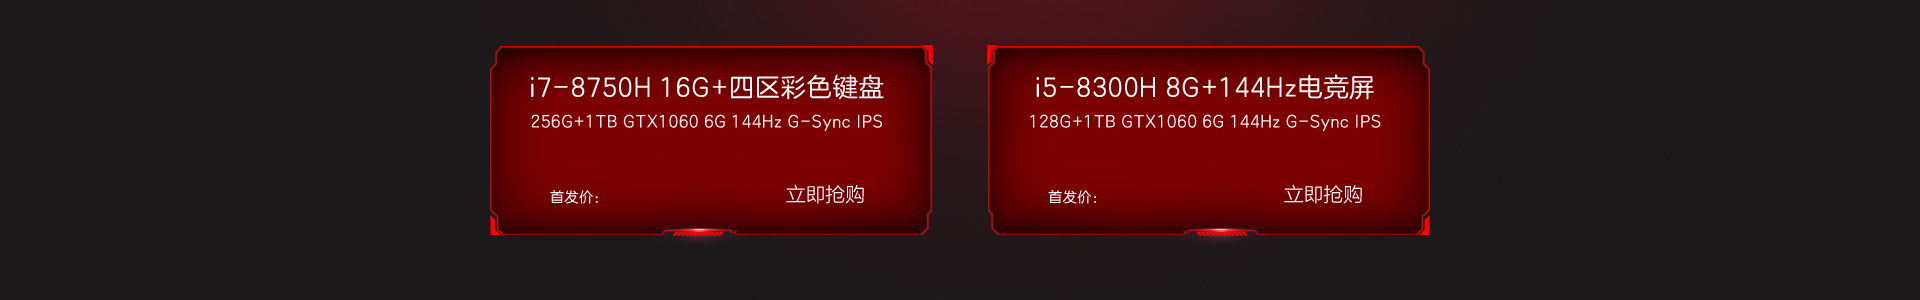 i7-8750H 16G+四区彩色键盘
256G+1TB GTX1060 6G 144Hz G-Sync IPS
首发价:
立即抢购
i5-8300H 8G+144Hz电竞屏
128G+1TB GTX1060 6G 144Hz G-Sync IPS
首发价:
立即抢购